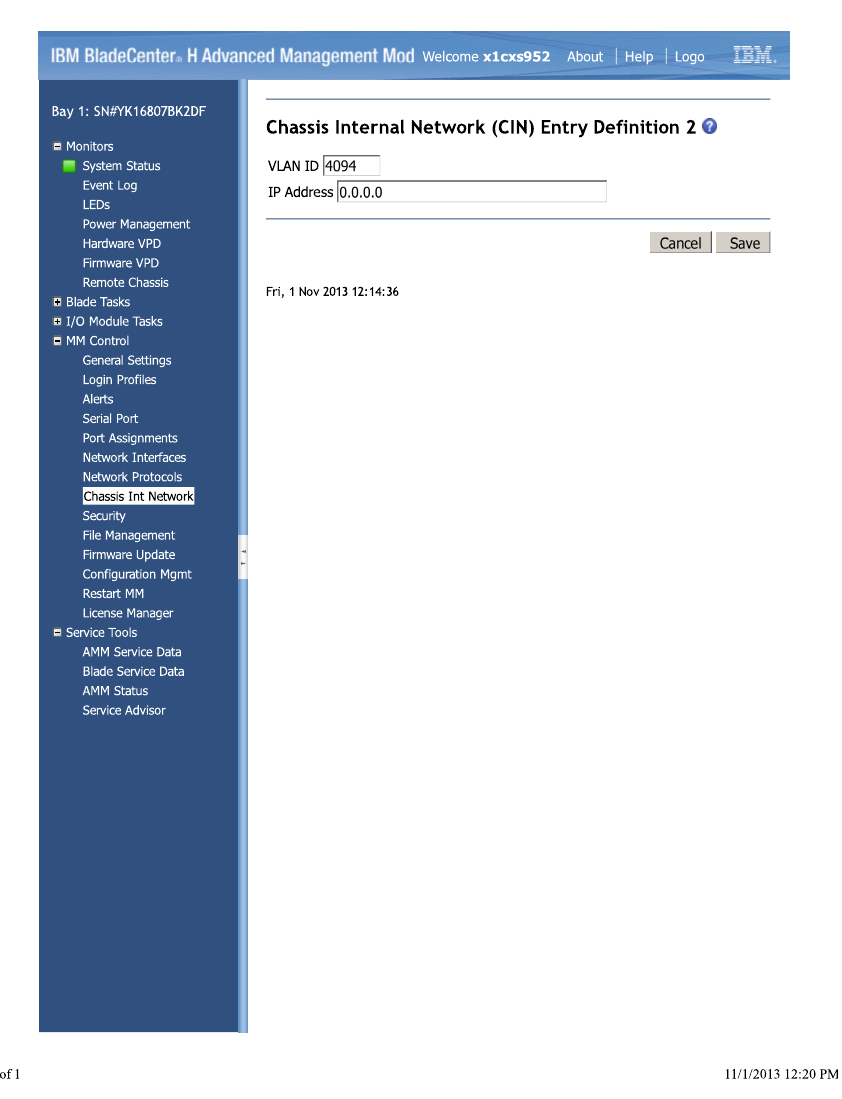 IBM BladeCenter® H Advanced Management Mod Welcome x1cxs952 About Help Logo IBM.
Bay 1: SN#YK16807BK2DF
Monitors
System Status
Event Log
LEDs
Power Management
Hardware VPD
Firmware VPD
Remote Chassis
Blade Tasks
I/O Module Tasks
MM Control
General Settings
Login Profiles
Alerts
Serial Port
Port Assignments
Network Interfaces
Network Protocols
Chassis Int Network
Security
File Management
Firmware Update
Configuration Mgmt
Restart MM
License Manager
Service Tools
AMM Service Data
Blade Service Data
AMM Status
Service Advisor
Chassis Internal Network (CIN) Entry Definition 2 ?
VLAN ID 4094
IP Address 0.0.0.0
Cancel Save
Fri, 1 Nov 2013 12:14:36
of 1 11/1/2013 12:20 PM